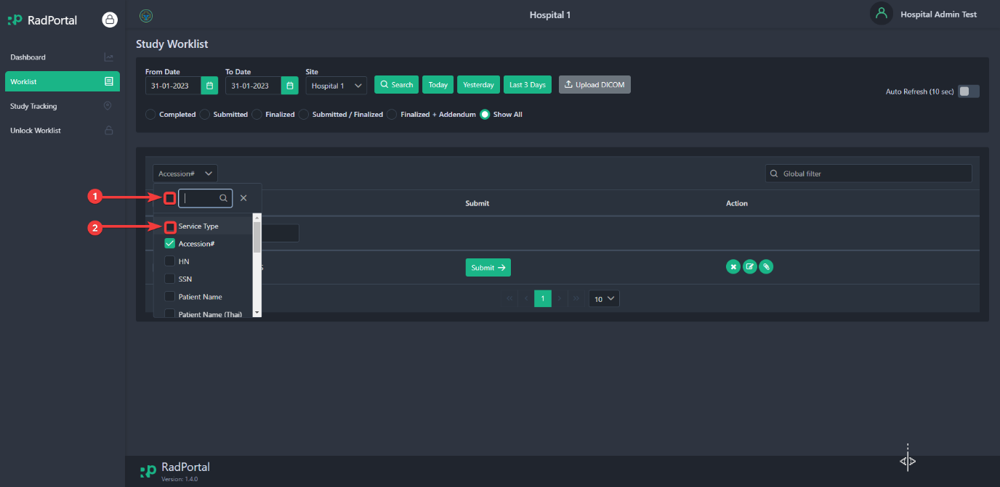 RadPortal
Hospital 1
Hospital Admin Test
Dashboard
Worklist
Study Tracking
Unlock Worklist
Study Worklist
From Date
To Date
Site
31-01-2023
31-01-2023
Hospital 1
Search
Today
Yesterday
Last 3 Days
Upload DICOM
Auto Refresh (10 sec)
Completed
Submitted
Finalized
Submitted / Finalized
Finalized + Addendum
Show All
Accession#
Global filter
1
Submit
Action
2
Service Type
Accession#
HN
SSN
Patient Name
Patient Name (Thai)
Submit
1
10
RadPortal
Version: 1.4.0